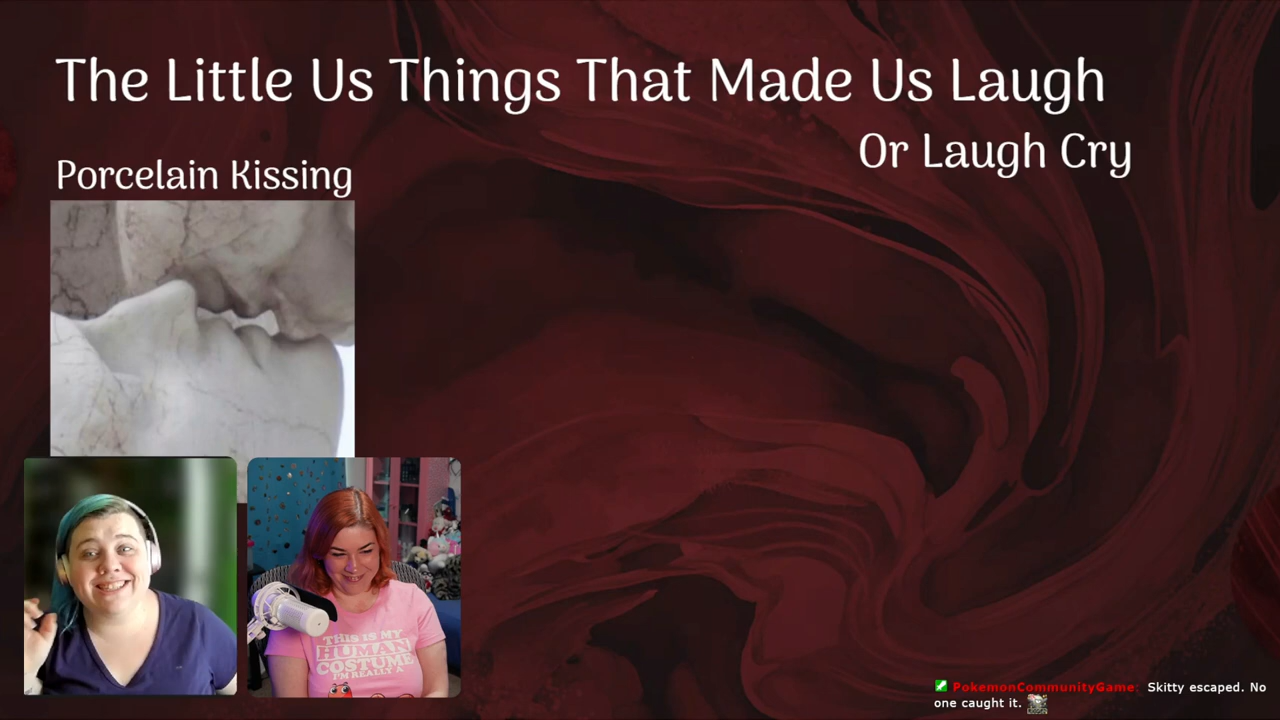 The Little Us Things That Made Us Laugh
Or Laugh Cry
Porcelain Kissing
THIS IS MY
HUMAN
COSTUME
I'M REALLY A
PokemonCommunityGame: Skitty escaped. No
one caught it.